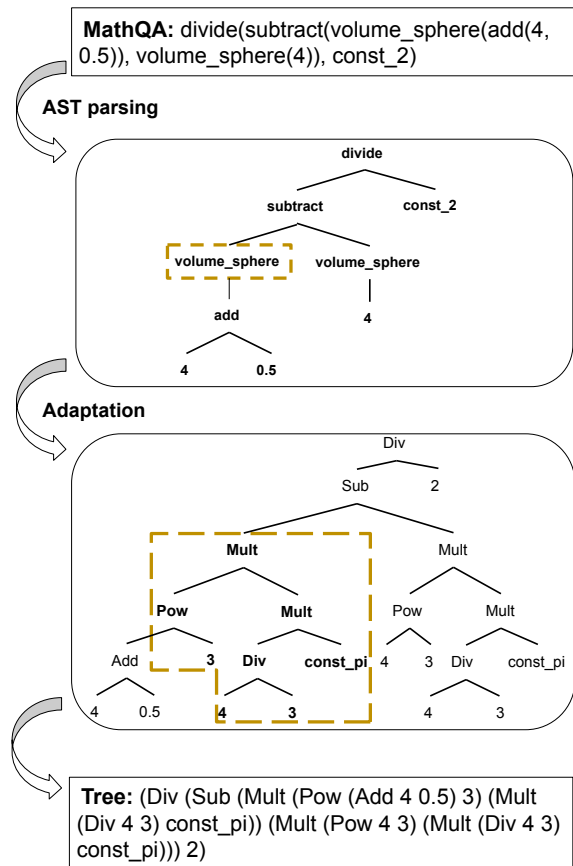 MathQA: divide(subtract(volume_sphere(add(4,
0.5)), volume_sphere(4)), const_2)
AST parsing
divide
subtract const_2
volume_sphere volume_sphere
add 4
4 0.5
Adaptation
Div
Sub 2
Mult Mult
Pow Mult Pow Mult
Add 3 Div const_pi 4 3 Div const_pi
4 0.5 4 3 4 3
Tree: (Div (Sub (Mult (Pow (Add 4 0.5) 3) (Mult
(Div 4 3) const_pi)) (Mult (Pow 4 3) (Mult (Div 4 3)
const_pi))) 2)